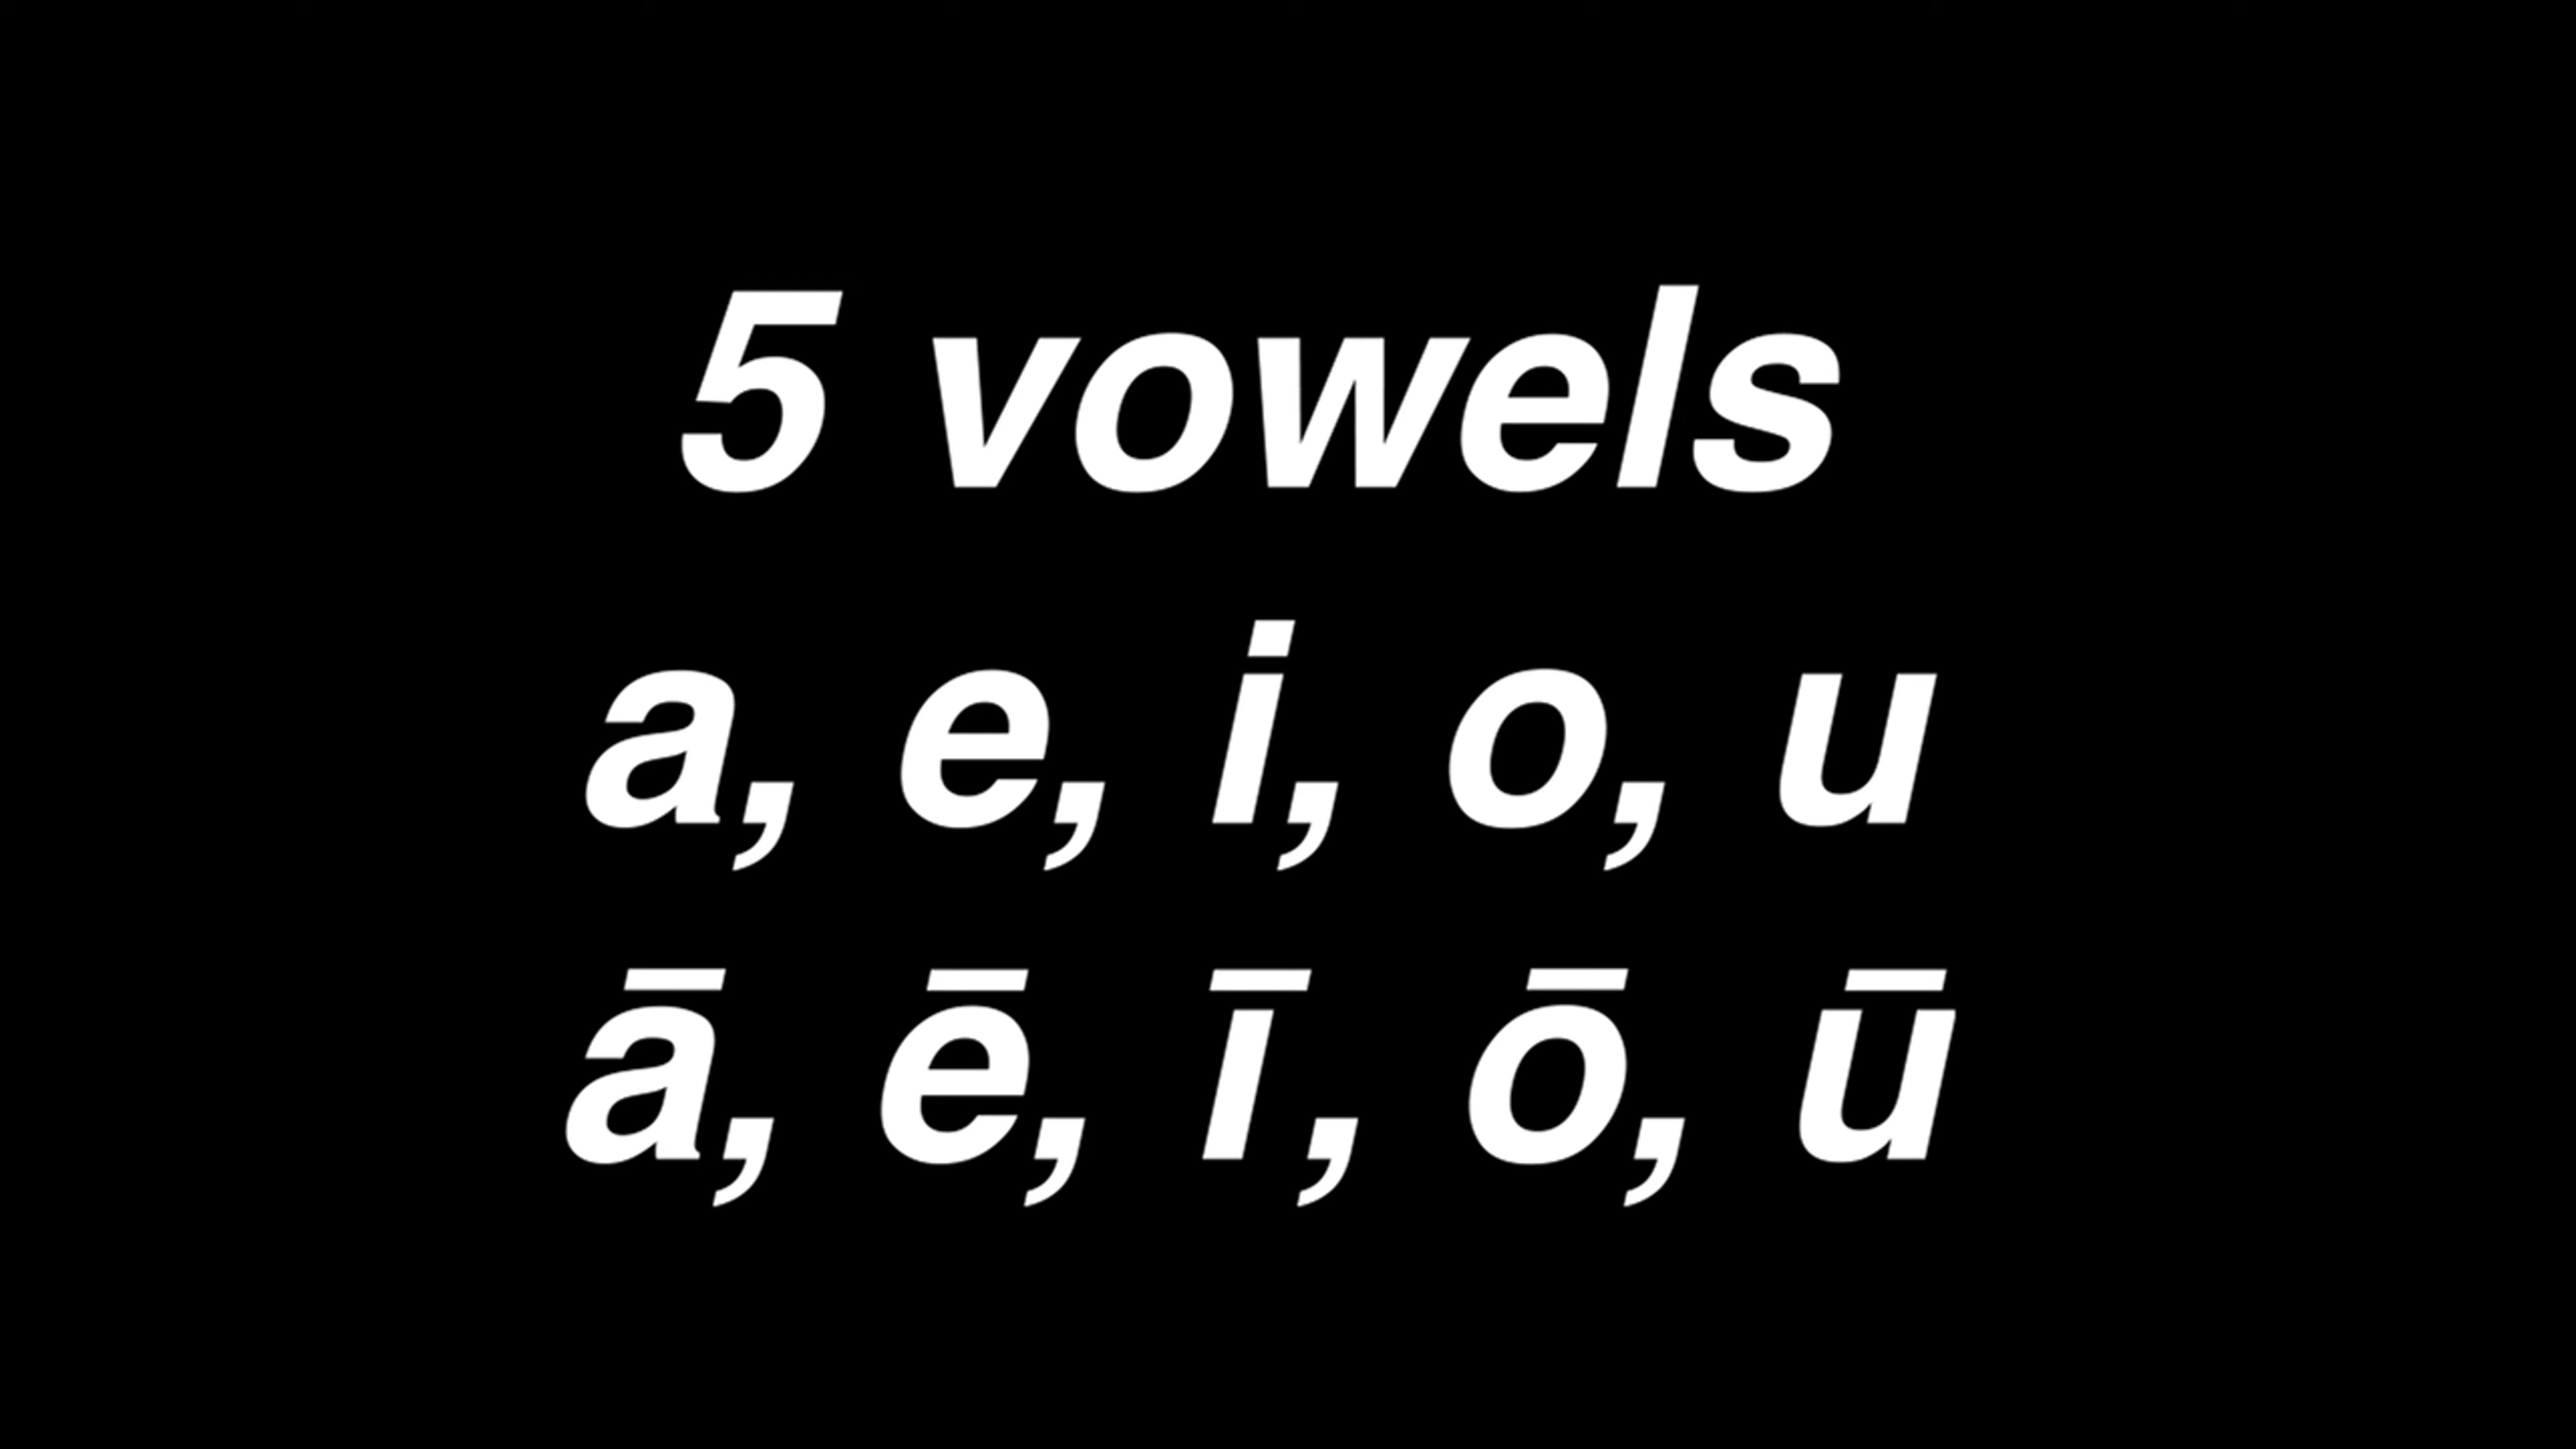 5 vowels
a, e, i, o, u
ā, ē, ī, ō, ū